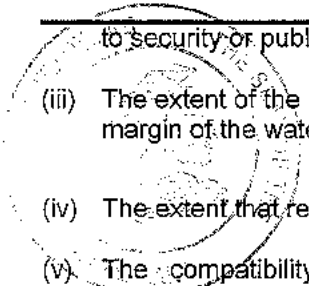 to security or publ
(iii) The extent of the
margin of the wate
(iv) The extent that re
(v) The compatibility